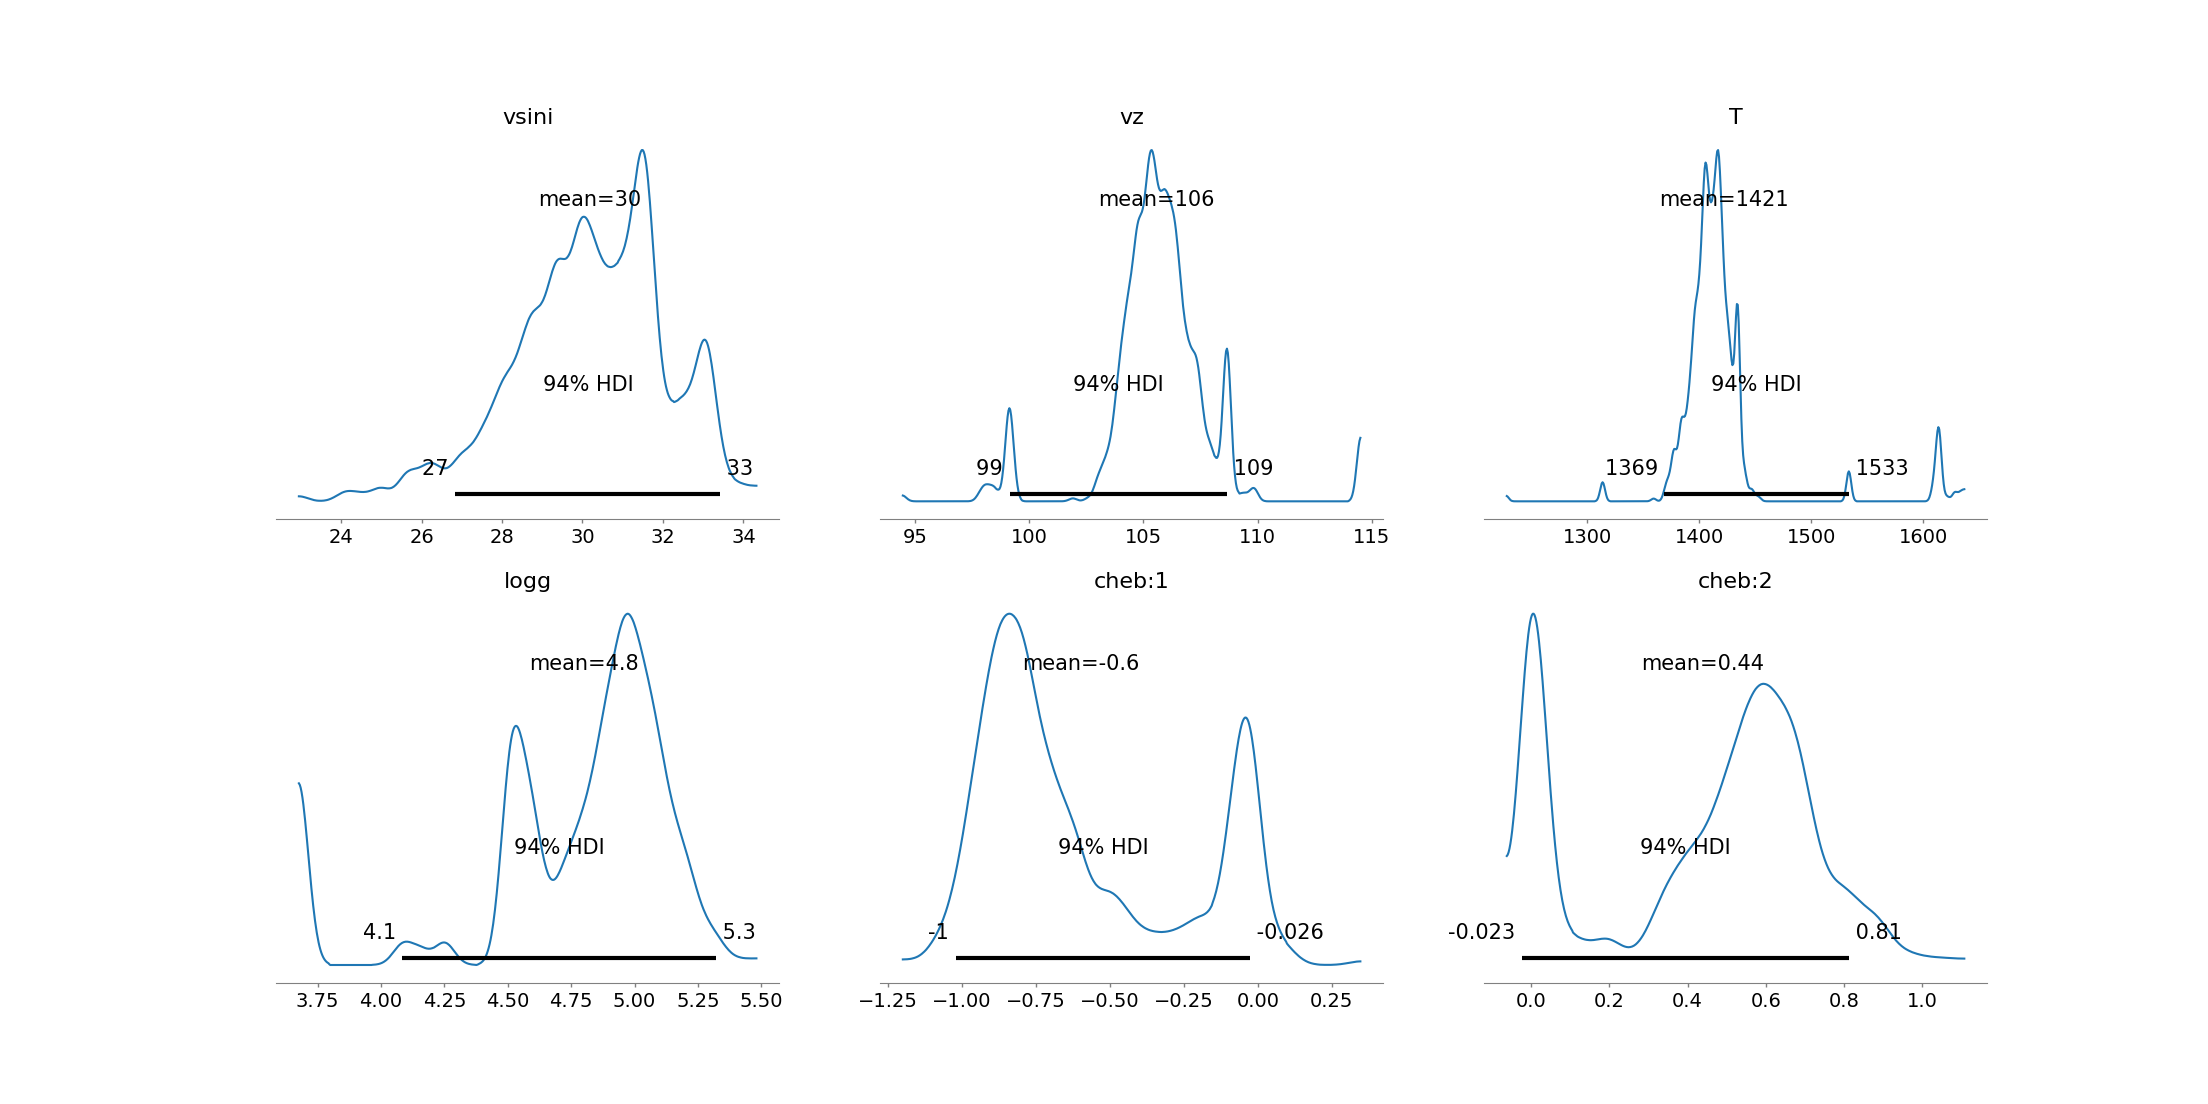 vsini
mean=30
94% HDI
27 33
24 26 28 30 32 34
vz
mean=106
94% HDI
99 109
95 100 105 110 115
T
mean=1421
94% HDI
1369 1533
1300 1400 1500 1600
logg
mean=4.8
94% HDI
4.1 5.3
3.75 4.00 4.25 4.50 4.75 5.00 5.25 5.50
cheb:1
mean=-0.6
94% HDI
-1 -0.026
−1.25 −1.00 −0.75 −0.50 −0.25 0.00 0.25
cheb:2
mean=0.44
94% HDI
-0.023 0.81
0.0 0.2 0.4 0.6 0.8 1.0